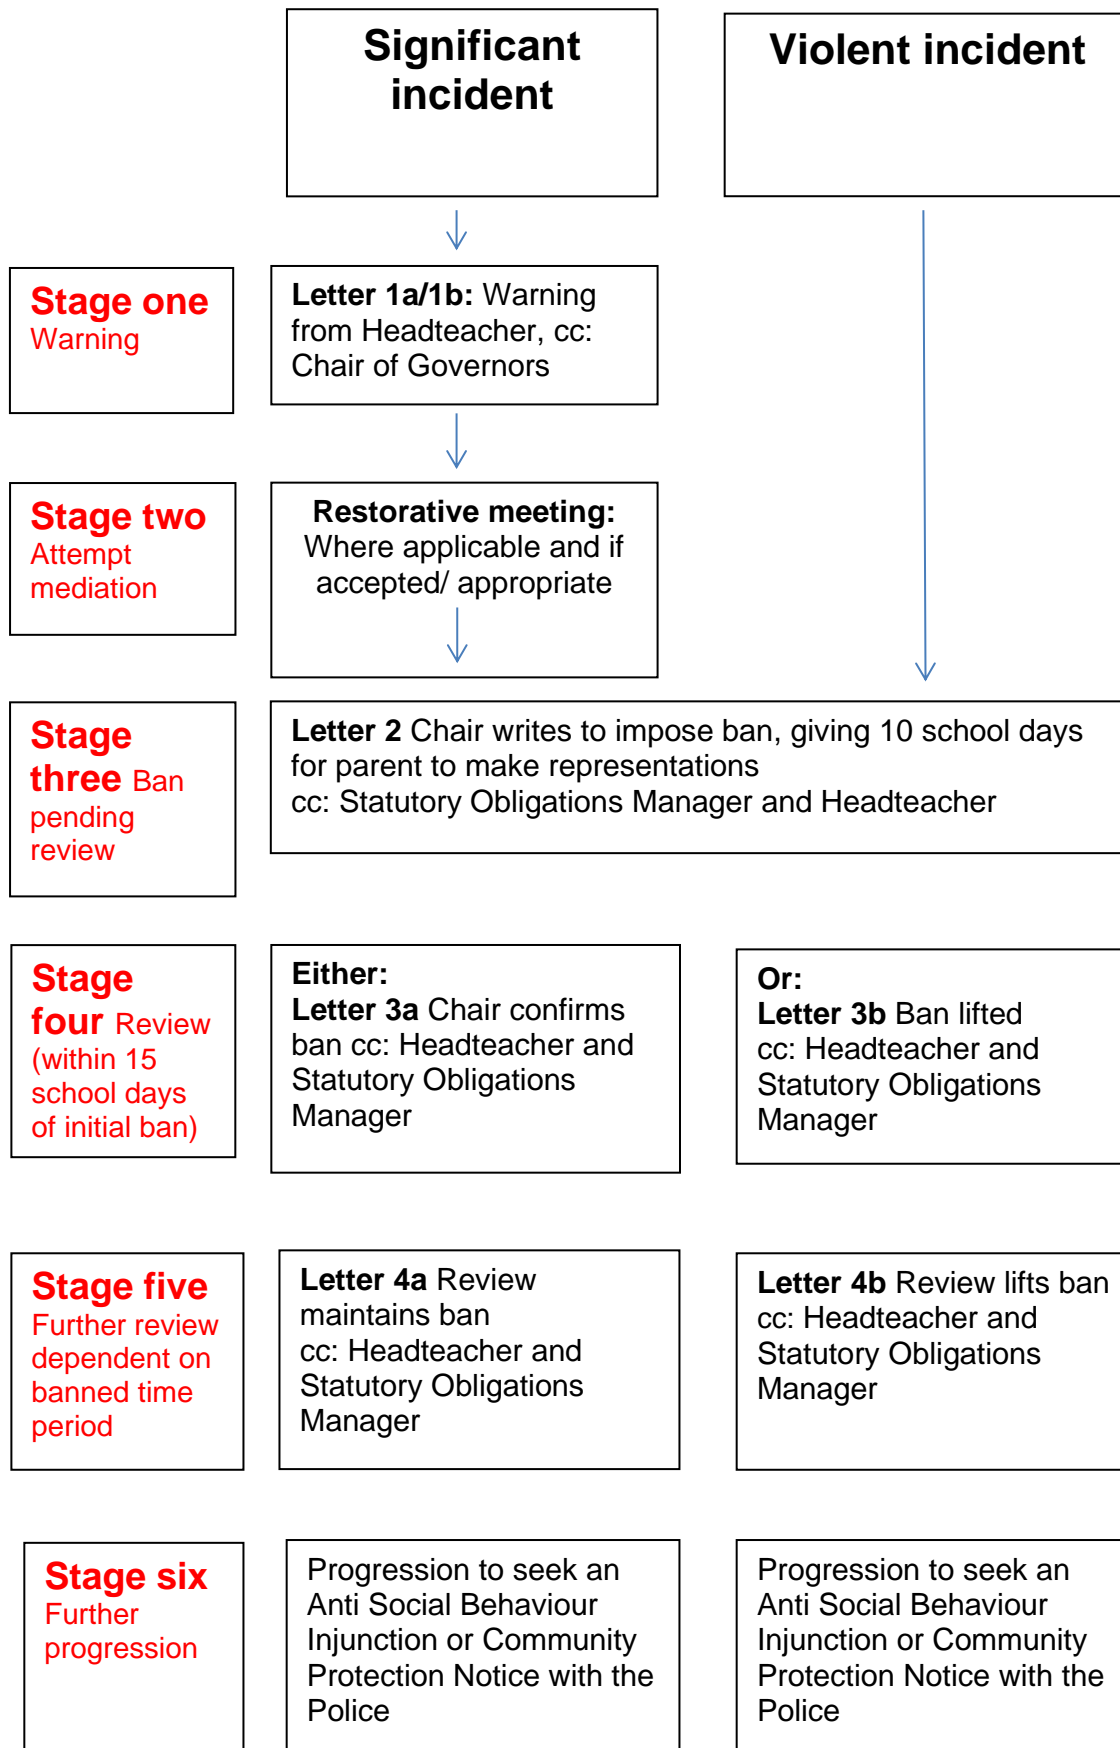 Significant
incident
Violent incident
Stage one
Warning
Letter 1a/1b: Warning
from Headteacher, cc:
Chair of Governors
Stage two
Attempt
mediation
Restorative meeting:
Where applicable and if
accepted/ appropriate
Stage
three Ban
pending
review
Letter 2 Chair writes to impose ban, giving 10 school days
for parent to make representations
cc: Statutory Obligations Manager and Headteacher
Stage
four Review
(within 15
school days
of initial ban)
Either:
Letter 3a Chair confirms
ban cc: Headteacher and
Statutory Obligations
Manager
Or:
Letter 3b Ban lifted
cc: Headteacher and
Statutory Obligations
Manager
Stage five
Further review
dependent on
banned time
period
Letter 4a Review
maintains ban
cc: Headteacher and
Statutory Obligations
Manager
Letter 4b Review lifts ban
cc: Headteacher and
Statutory Obligations
Manager
Stage six
Further
progression
Progression to seek an
Anti Social Behaviour
Injunction or Community
Protection Notice with the
Police
Progression to seek an
Anti Social Behaviour
Injunction or Community
Protection Notice with the
Police